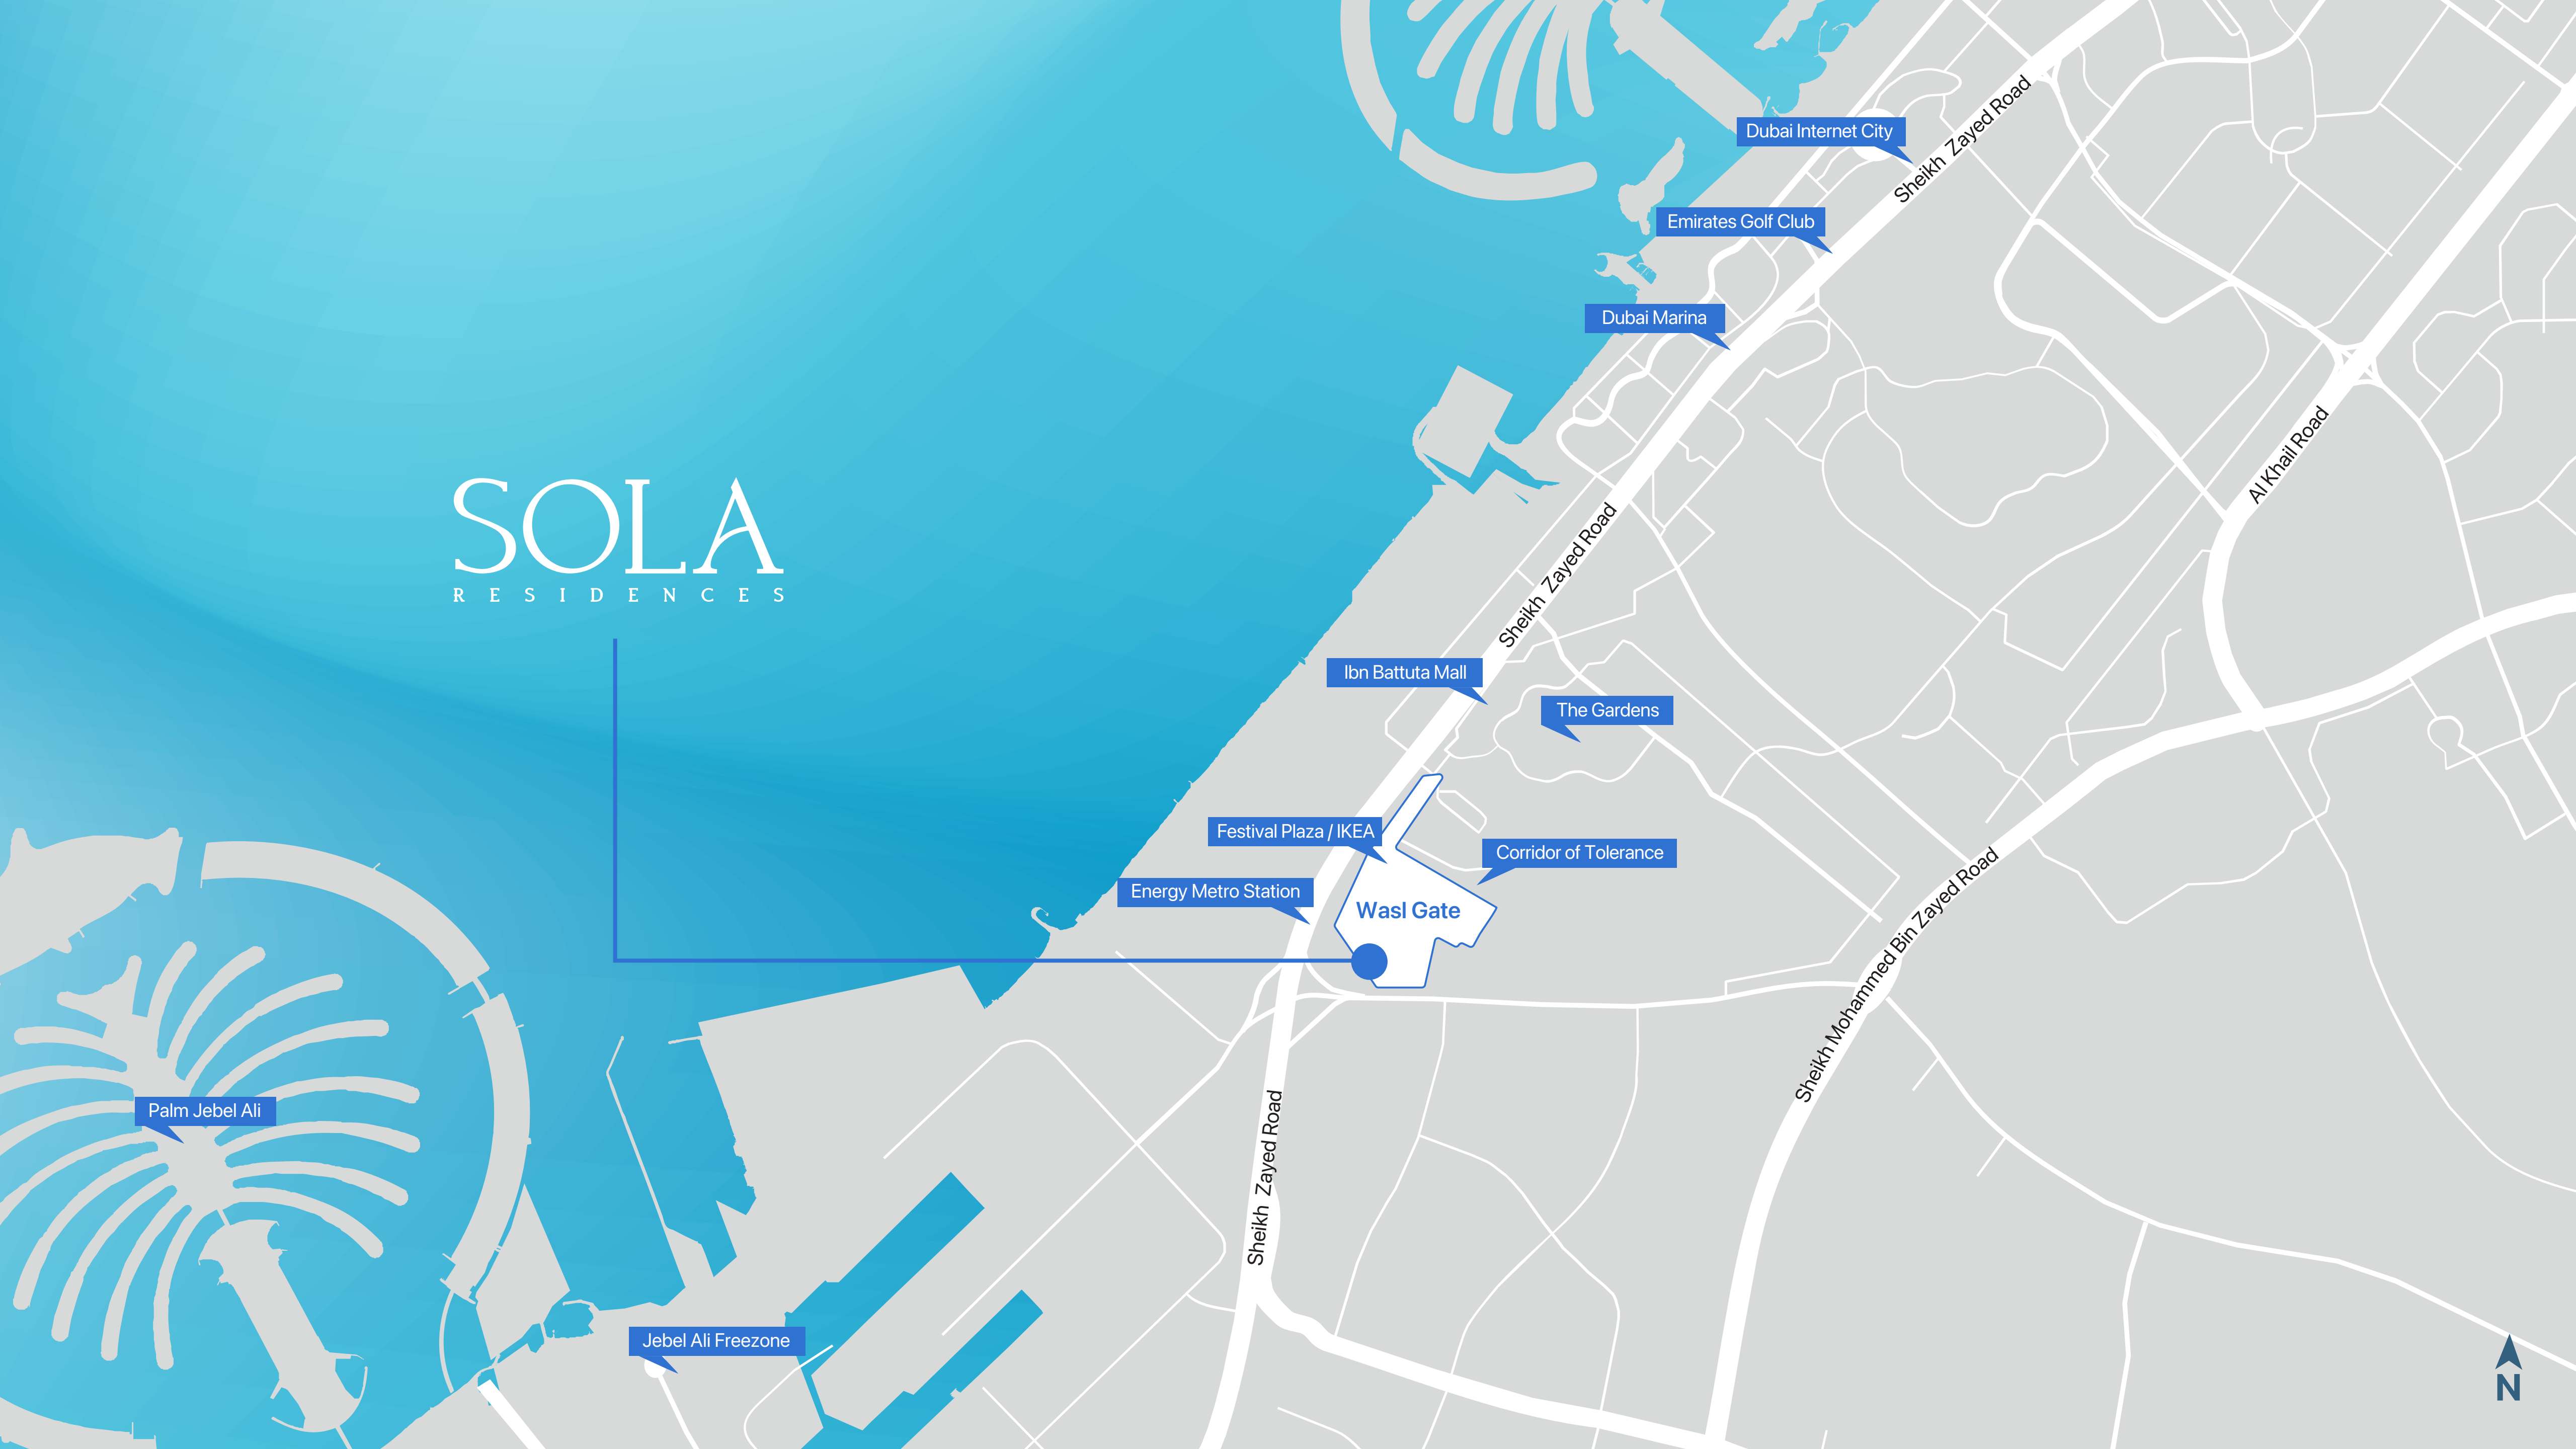 Dubai Internet City
Sheikh Zayed Road
Emirates Golf Club
Dubai Marina
Al Khail Road
SOLA
RESIDENCES
Sheikh Zayed Road
Ibn Battuta Mall
The Gardens
Festival Plaza / IKEA
Corridor of Tolerance
Energy Metro Station
Wasl Gate
Sheikh Mohammed Bin Zayed Road
Palm Jebel Ali
Sheikh Zayed Road
Jebel Ali Freezone
N